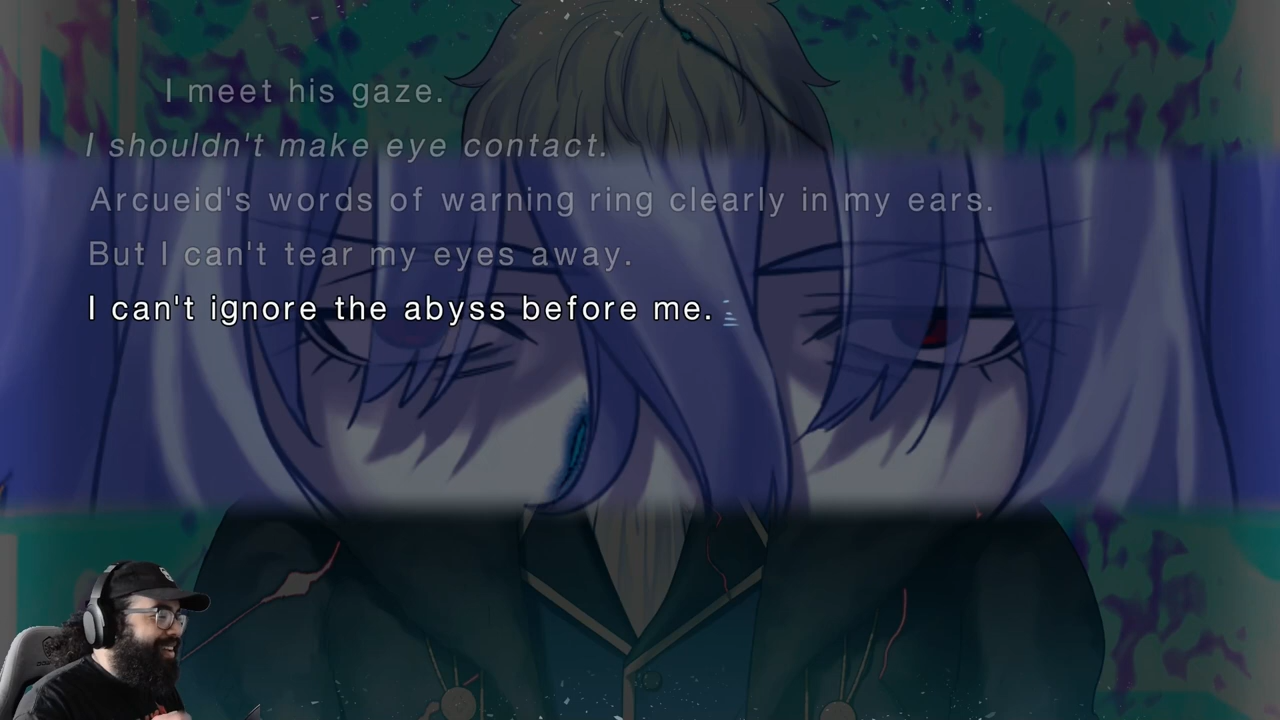 I meet his gaze.
I shouldn't make eye contact.
Arcueid's words of warning ring clearly in my ears.
But I can't tear my eyes away.
I can't ignore the abyss before me.